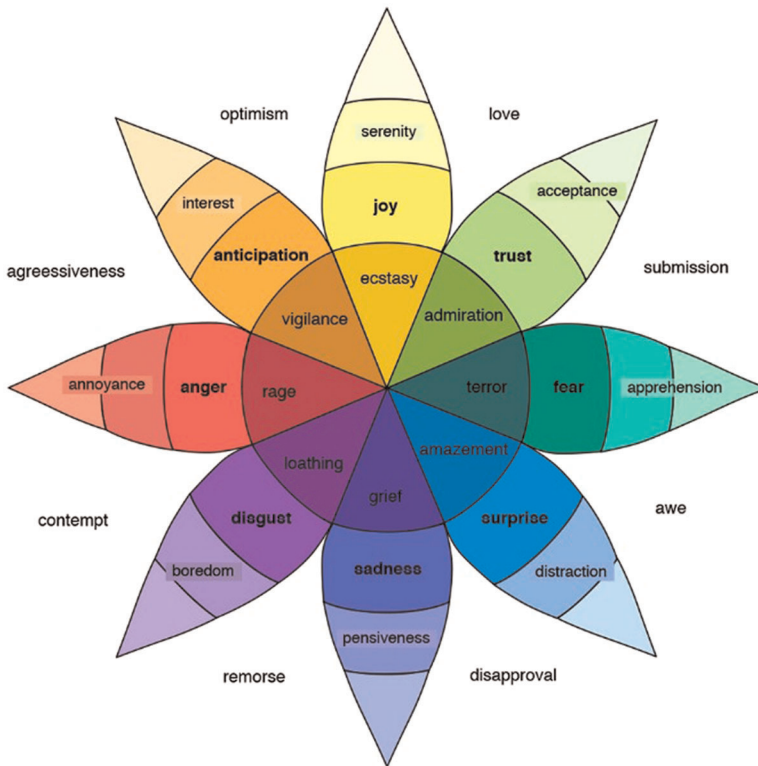 optimism
love
serenity
interest
acceptance
joy
anticipation
trust
agreessiveness
submission
ecstasy
vigilance
admiration
annoyance
anger
rage
terror
fear
apprehension
loathing
amazement
grief
contempt
disgust
surprise
awe
boredom
sadness
distraction
pensiveness
remorse
disapproval